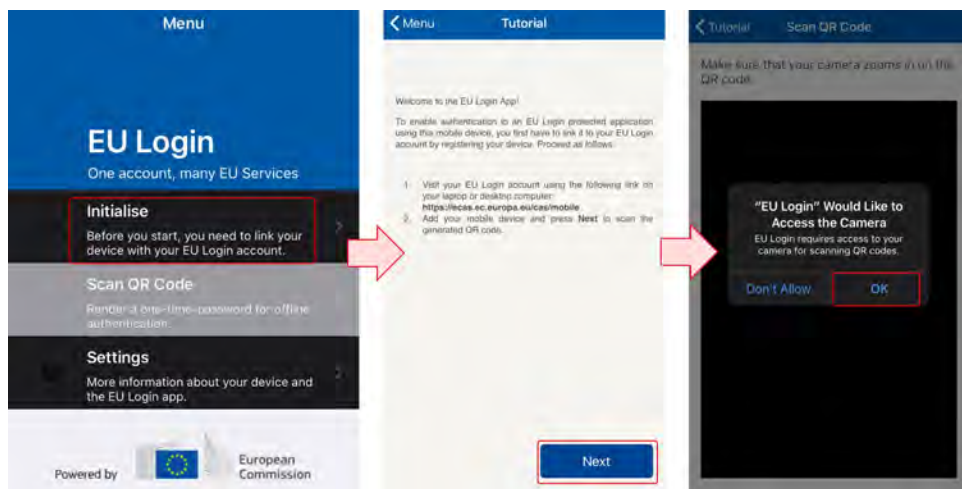 Menu
EU Login
One account, many EU Services
Initialise
Before you start, you need to link your
device with your EU Login account.
Scan QR Code
Render a one-time-password for offline
authentication.
Settings
More information about your device and
the EU Login app.
Powered by
European
Commission
Menu
Tutorial
Welcome to the EU Login App!
To enable authentication to an EU Login protected application
using this mobile device, you first have to link it to your EU Login
account by registering your device. Proceed as follows.
1. Visit your EU Login account using the following link on
your laptop or desktop computer:
https://ecas.ec.europa.eu/cas/mobile
2. Add your mobile device and press Next to scan the
generated QR code.
Next
Tutorial
Scan QR Code
Make sure that your camera zooms in on the
QR code.
"EU Login" Would Like to
Access the Camera
EU Login requires access to your
camera for scanning QR codes.
Don't Allow
OK